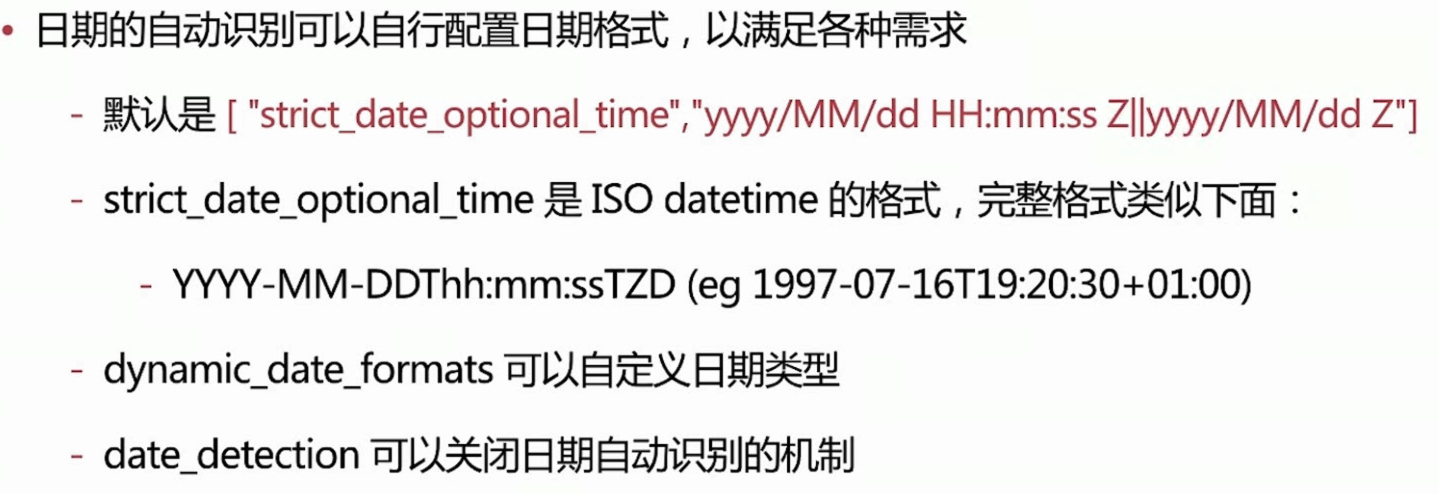 • 日期的自动识别可以自行配置日期格式，以满足各种需求
- 默认是 [ "strict_date_optional_time","yyyy/MM/dd HH:mm:ss Z||yyyy/MM/dd Z"]
- strict_date_optional_time 是 ISO datetime 的格式，完整格式类似下面：
- YYYY-MM-DDThh:mm:ssTZD (eg 1997-07-16T19:20:30+01:00)
- dynamic_date_formats 可以自定义日期类型
- date_detection 可以关闭日期自动识别的机制